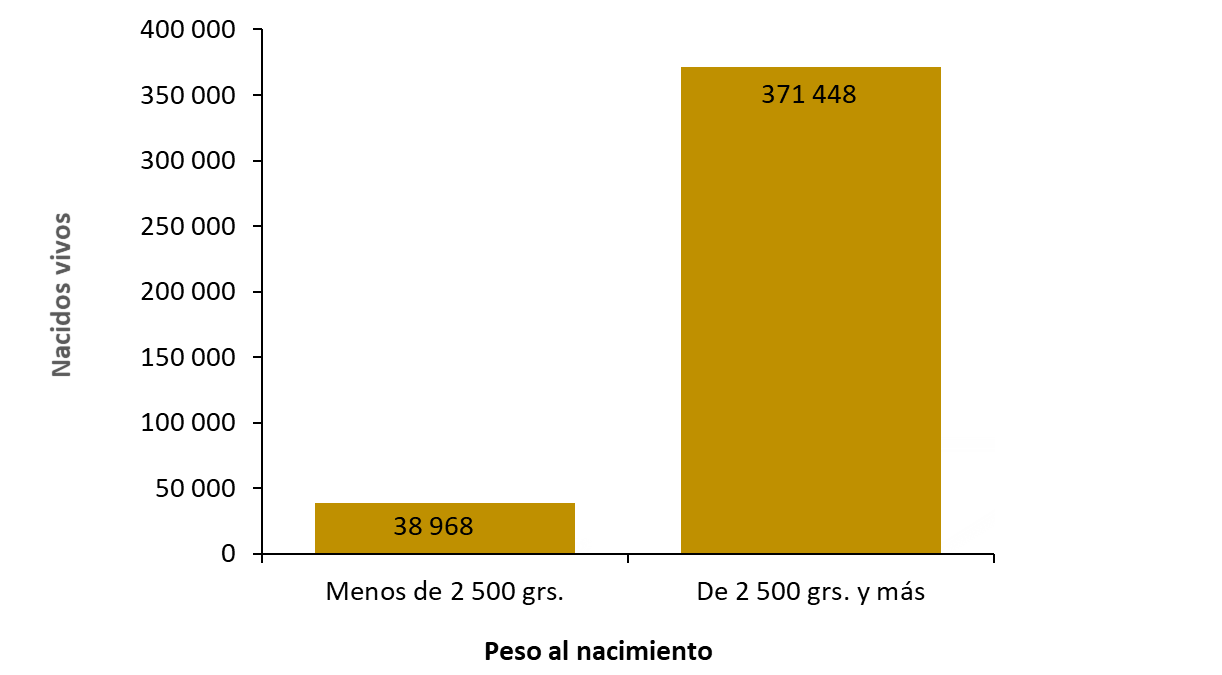 400 000
350 000
300 000
250 000
200 000
150 000
100 000
50 000
0
Nacidos vivos
371 448
38 968
Menos de 2 500 grs.
De 2 500 grs. y más
Peso al nacimiento